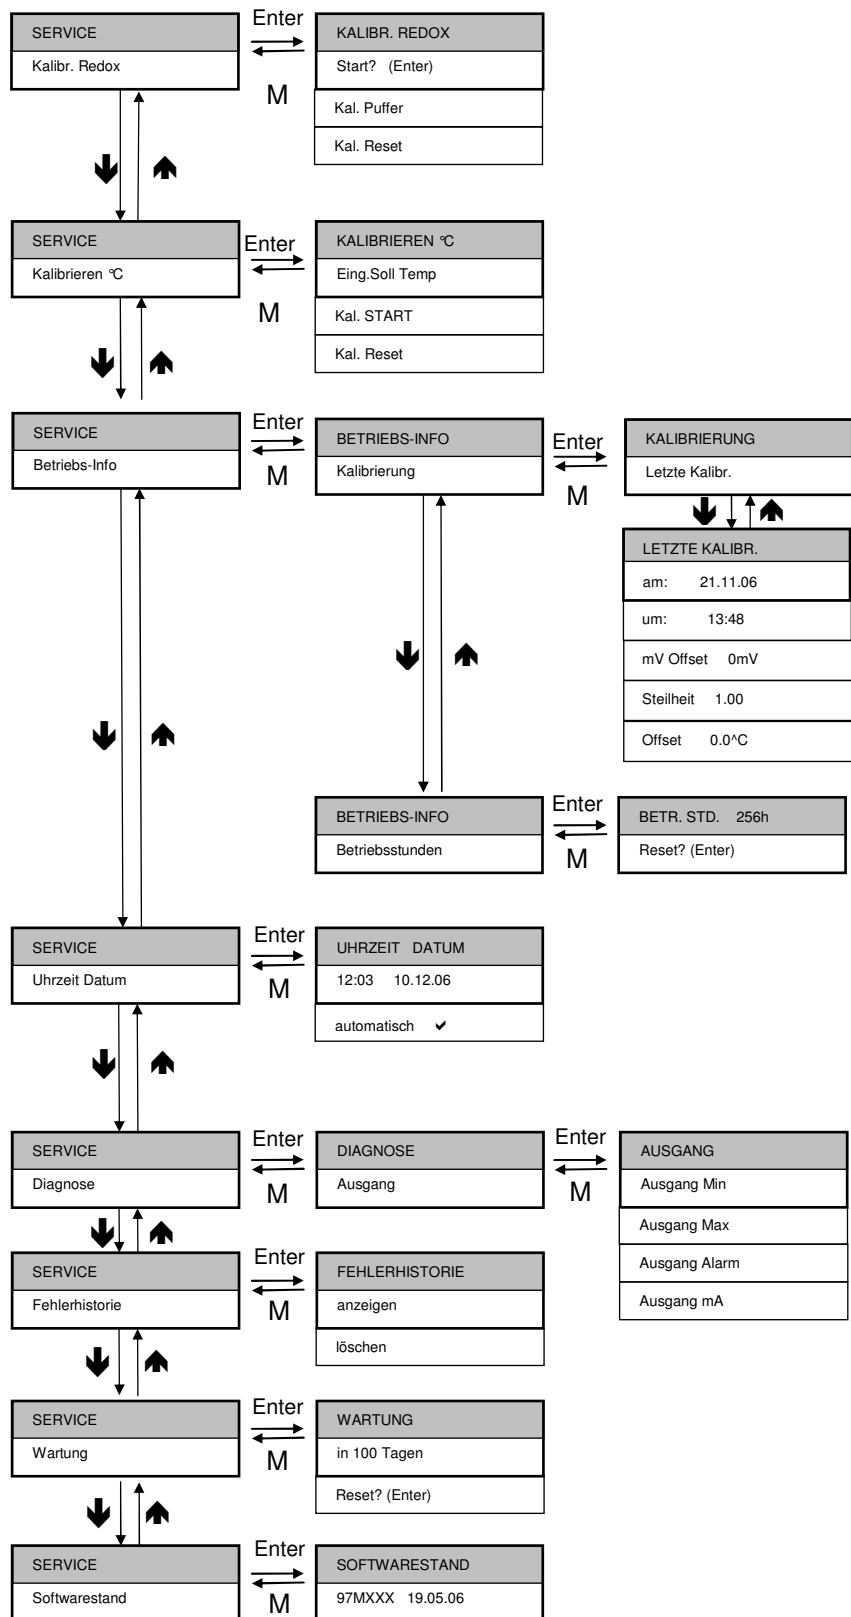 SERVICE
Kalibr. Redox
Enter
M
KALIBR. REDOX
Start? (Enter)
Kal. Puffer
Kal. Reset
SERVICE
Kalibrieren °C
Enter
M
KALIBRIEREN °C
Eing.Soll Temp
Kal. START
Kal. Reset
SERVICE
Betriebs-Info
Enter
M
BETRIEBS-INFO
Kalibrierung
Enter
M
KALIBRIERUNG
Letzte Kalibr.
LETZTE KALIBR.
am: 21.11.06
um: 13:48
mV Offset 0mV
Steilheit 1.00
Offset 0.0^C
BETRIEBS-INFO
Betriebsstunden
Enter
M
BETR. STD. 256h
Reset? (Enter)
SERVICE
Uhrzeit Datum
Enter
M
UHRZEIT DATUM
12:03 10.12.06
automatisch ✔
SERVICE
Diagnose
Enter
M
DIAGNOSE
Ausgang
Enter
M
AUSGANG
Ausgang Min
Ausgang Max
Ausgang Alarm
Ausgang mA
SERVICE
Fehlerhistorie
Enter
M
FEHLERHISTORIE
anzeigen
löschen
SERVICE
Wartung
Enter
M
WARTUNG
in 100 Tagen
Reset? (Enter)
SERVICE
Softwarestand
Enter
M
SOFTWARESTAND
97MXXX 19.05.06